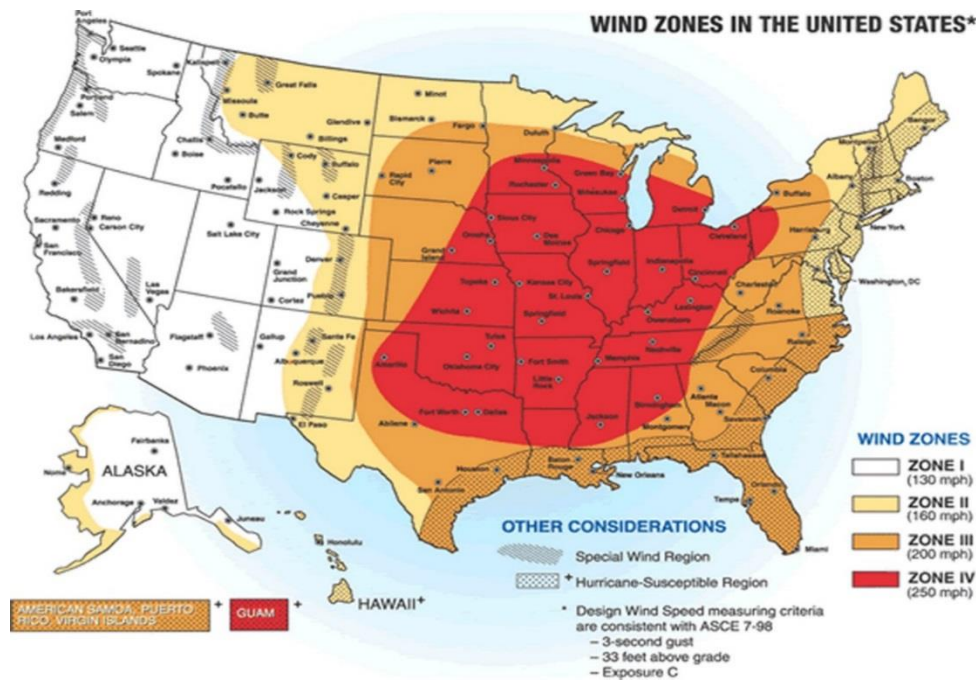 WIND ZONES IN THE UNITED STATES*
Port
Angeles
Seattle
Olympia
Spokane
Kalispell
Great Falls
Portland
Salem
Missoula
Butte
Glendive
Billings
Minot
Bismarck
Fargo
Duluth
Medford
Challis
Boise
Cody
Buffalo
Pierre
Rapid
City
Minneapolis
Rochester
Green Bay
Milwaukee
Bangor
Montpelier
Albany
Boston
Buffalo
Redding
Pocatello
Jackson
Casper
Rock Springs
Cheyenne
Sioux City
Detroit
Cleveland
New York
Harrisburg
Sacramento
Reno
Carson City
San
Francisco
Salt Lake City
Omaha
Des
Moines
Chicago
Grand
Island
Denver
Grand
Junction
Pueblo
Cortez
Springfield
Indianapolis
Cincinnati
Washington, DC
Charleston
Roanoke
Bakersfield
Las
Vegas
Topeka
Kansas City
St. Louis
Lexington
Owensboro
Los Angeles
San
Bernadino
San
Diego
Flagstaff
Phoenix
Gallup
Santa Fe
Albuquerque
Roswell
El Paso
Wichita
Springfield
Tulsa
Oklahoma City
Amarillo
Fort Smith
Little
Rock
Memphis
Nashville
Raleigh
Columbia
Atlanta
Macon
Savannah
Birmingham
Montgomery
Jackson
Fort Worth
Dallas
Abilene
Houston
San Antonio
Baton
Rouge
New Orleans
Tallahassee
Orlando
Tampa
Miami
Fairbanks
Nome
ALASKA
Anchorage
Valdez
Juneau
Honolulu
HAWAII+
WIND ZONES
ZONE I
(130 mph)
ZONE II
(160 mph)
ZONE III
(200 mph)
ZONE IV
(250 mph)
OTHER CONSIDERATIONS
Special Wind Region
+ Hurricane-Susceptible Region
* Design Wind Speed measuring criteria
are consistent with ASCE 7-98
– 3-second gust
– 33 feet above grade
– Exposure C
AMERICAN SAMOA, PUERTO
RICO, VIRGIN ISLANDS
+
GUAM
+